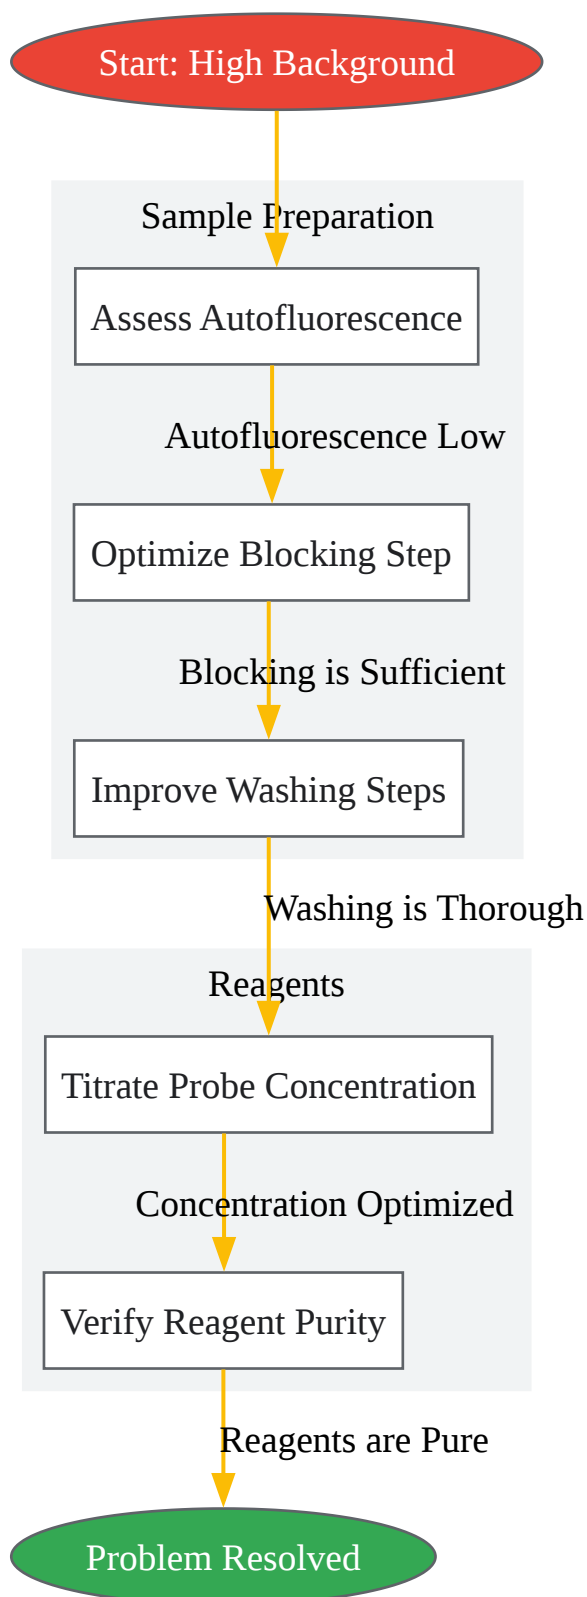 Start: High Background
Sample Preparation
Assess Autofluorescence
Autofluorescence Low
Optimize Blocking Step
Blocking is Sufficient
Improve Washing Steps
Washing is Thorough
Reagents
Titrate Probe Concentration
Concentration Optimized
Verify Reagent Purity
Reagents are Pure
Problem Resolved